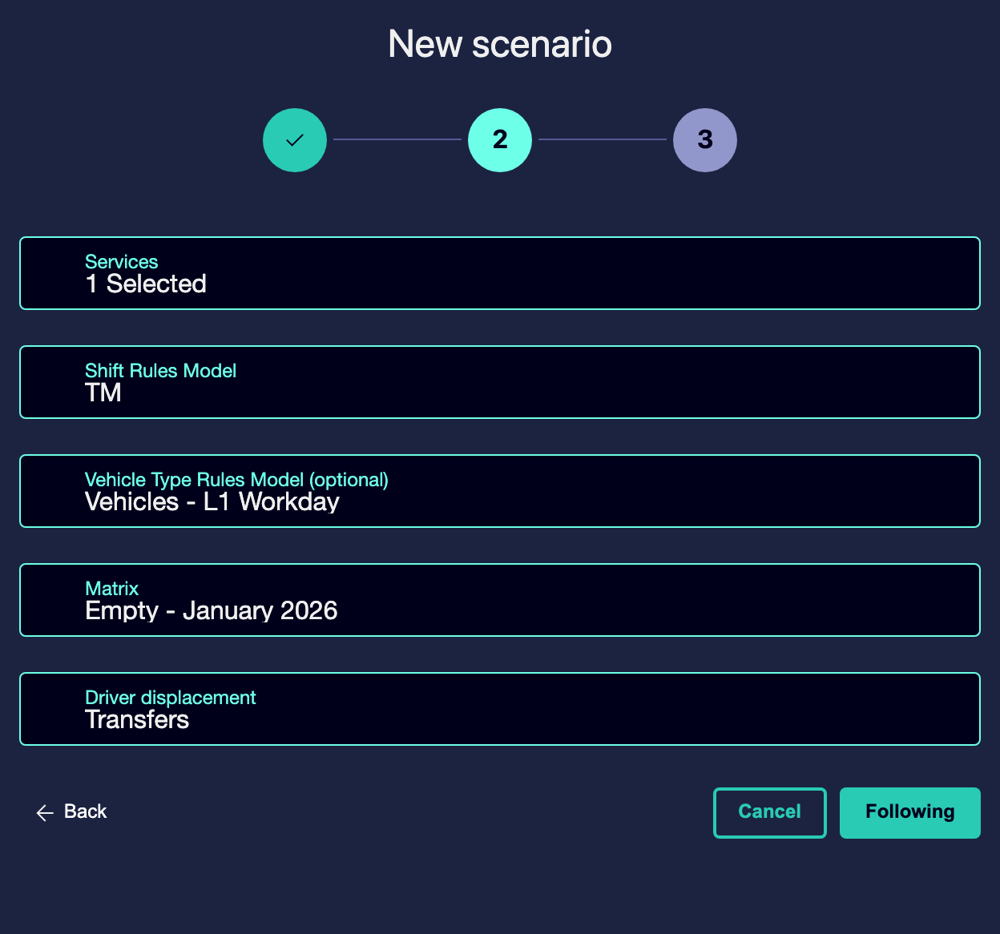 New scenario
2
3
Services
1 Selected
Shift Rules Model
TM
Vehicle Type Rules Model (optional)
Vehicles - L1 Workday
Matrix
Empty - January 2026
Driver displacement
Transfers
Back
Cancel
Following